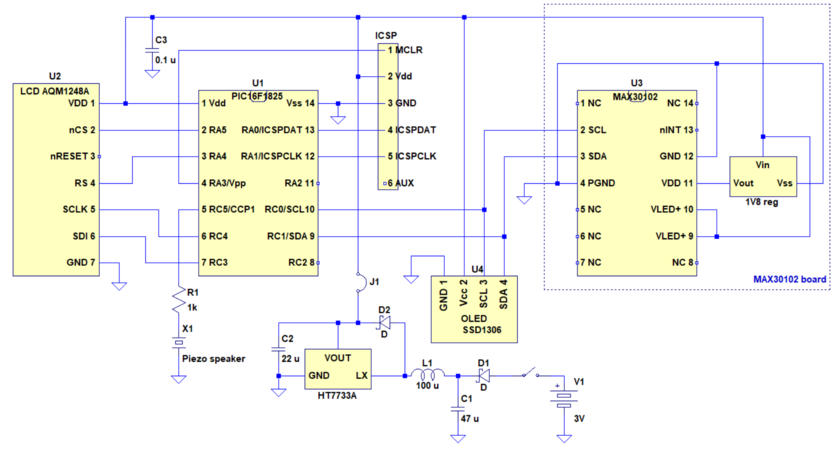 C3
0.1 u
ICSP
1 MCLR
2 Vdd
3 GND
4 ICSPDAT
5 ICSPCLK
6 AUX
U2
LCD AQM1248A
VDD 1
nCS 2
nRESET 3
RS 4
SCLK 5
SDI 6
GND 7
U1
PIC16F1825
1 Vdd
2 RA5
3 RA4
4 RA3/Vpp
5 RC5/CCP1
6 RC4
7 RC3
Vss 14
RA0/ICSPDAT 13
RA1/ICSPCLK 12
RA2 11
RC0/SCL10
RC1/SDA 9
RC2 8
U3
MAX30102
1 NC
2 SCL
3 SDA
4 PGND
5 NC
6 NC
7 NC
NC 14
nINT 13
GND 12
VDD 11
VLED+ 10
VLED+ 9
NC 8
Vin
Vout
Vss
1V8 reg
MAX30102 board
R1
1k
X1
Piezo speaker
J1
U4
GND 1
Vcc 2
SCL 3
SDA 4
OLED
SSD1306
D2
D
C2
22 u
VOUT
GND
LX
HT7733A
L1
100 u
D1
D
C1
47 u
V1
+
3V